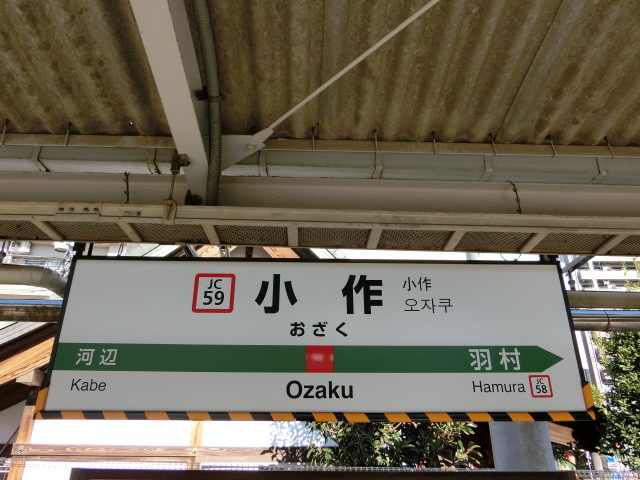 JC
59
小作
小作
오자쿠
おざく
河辺
羽村
Kabe
Ozaku
Hamura
JC
58